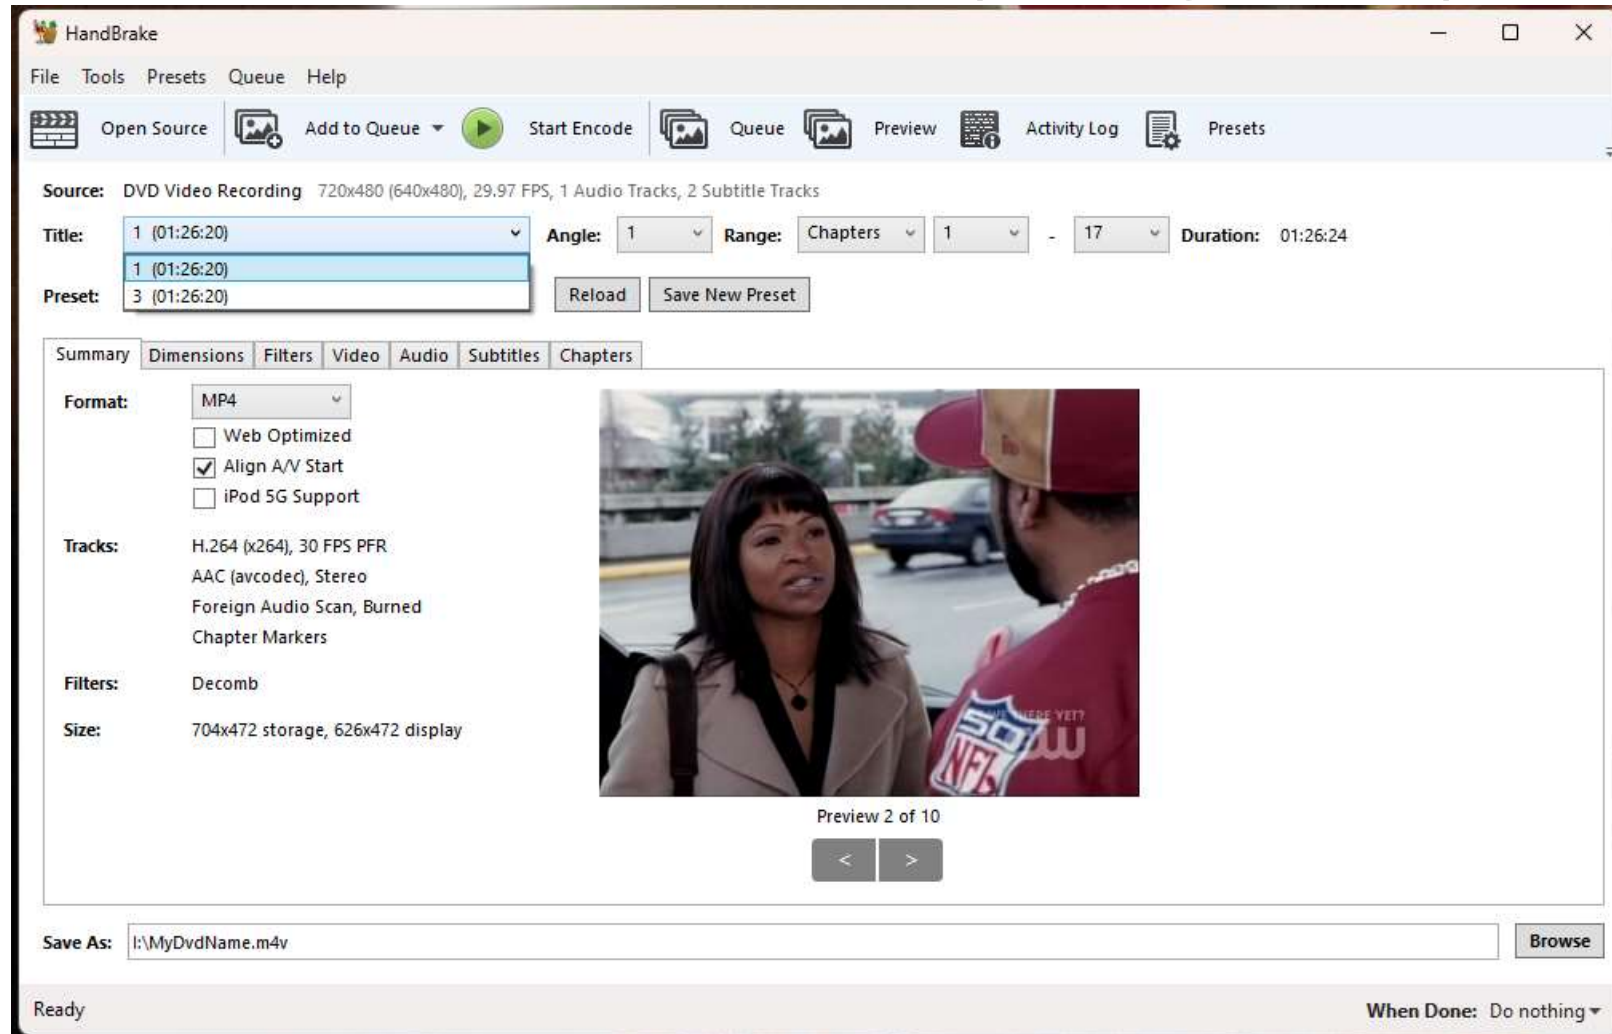 HandBrake
File Tools Presets Queue Help
Open Source Add to Queue Start Encode Queue Preview Activity Log Presets
Source: DVD Video Recording 720x480 (640x480), 29.97 FPS, 1 Audio Tracks, 2 Subtitle Tracks
Title: 1 (01:26:20) Angle: 1 Range: Chapters 1 - 17 Duration: 01:26:24
1 (01:26:20)
Preset: 3 (01:26:20) Reload Save New Preset
Summary Dimensions Filters Video Audio Subtitles Chapters
Format: MP4
Web Optimized
Align A/V Start
iPod 5G Support
Tracks: H.264 (x264), 30 FPS PFR
AAC (avcodec), Stereo
Foreign Audio Scan, Burned
Chapter Markers
Filters: Decomb
Size: 704x472 storage, 626x472 display
THERE YET?
50
NFL
Preview 2 of 10
< >
Save As: I:\MyDvdName.m4v Browse
Ready When Done: Do nothing